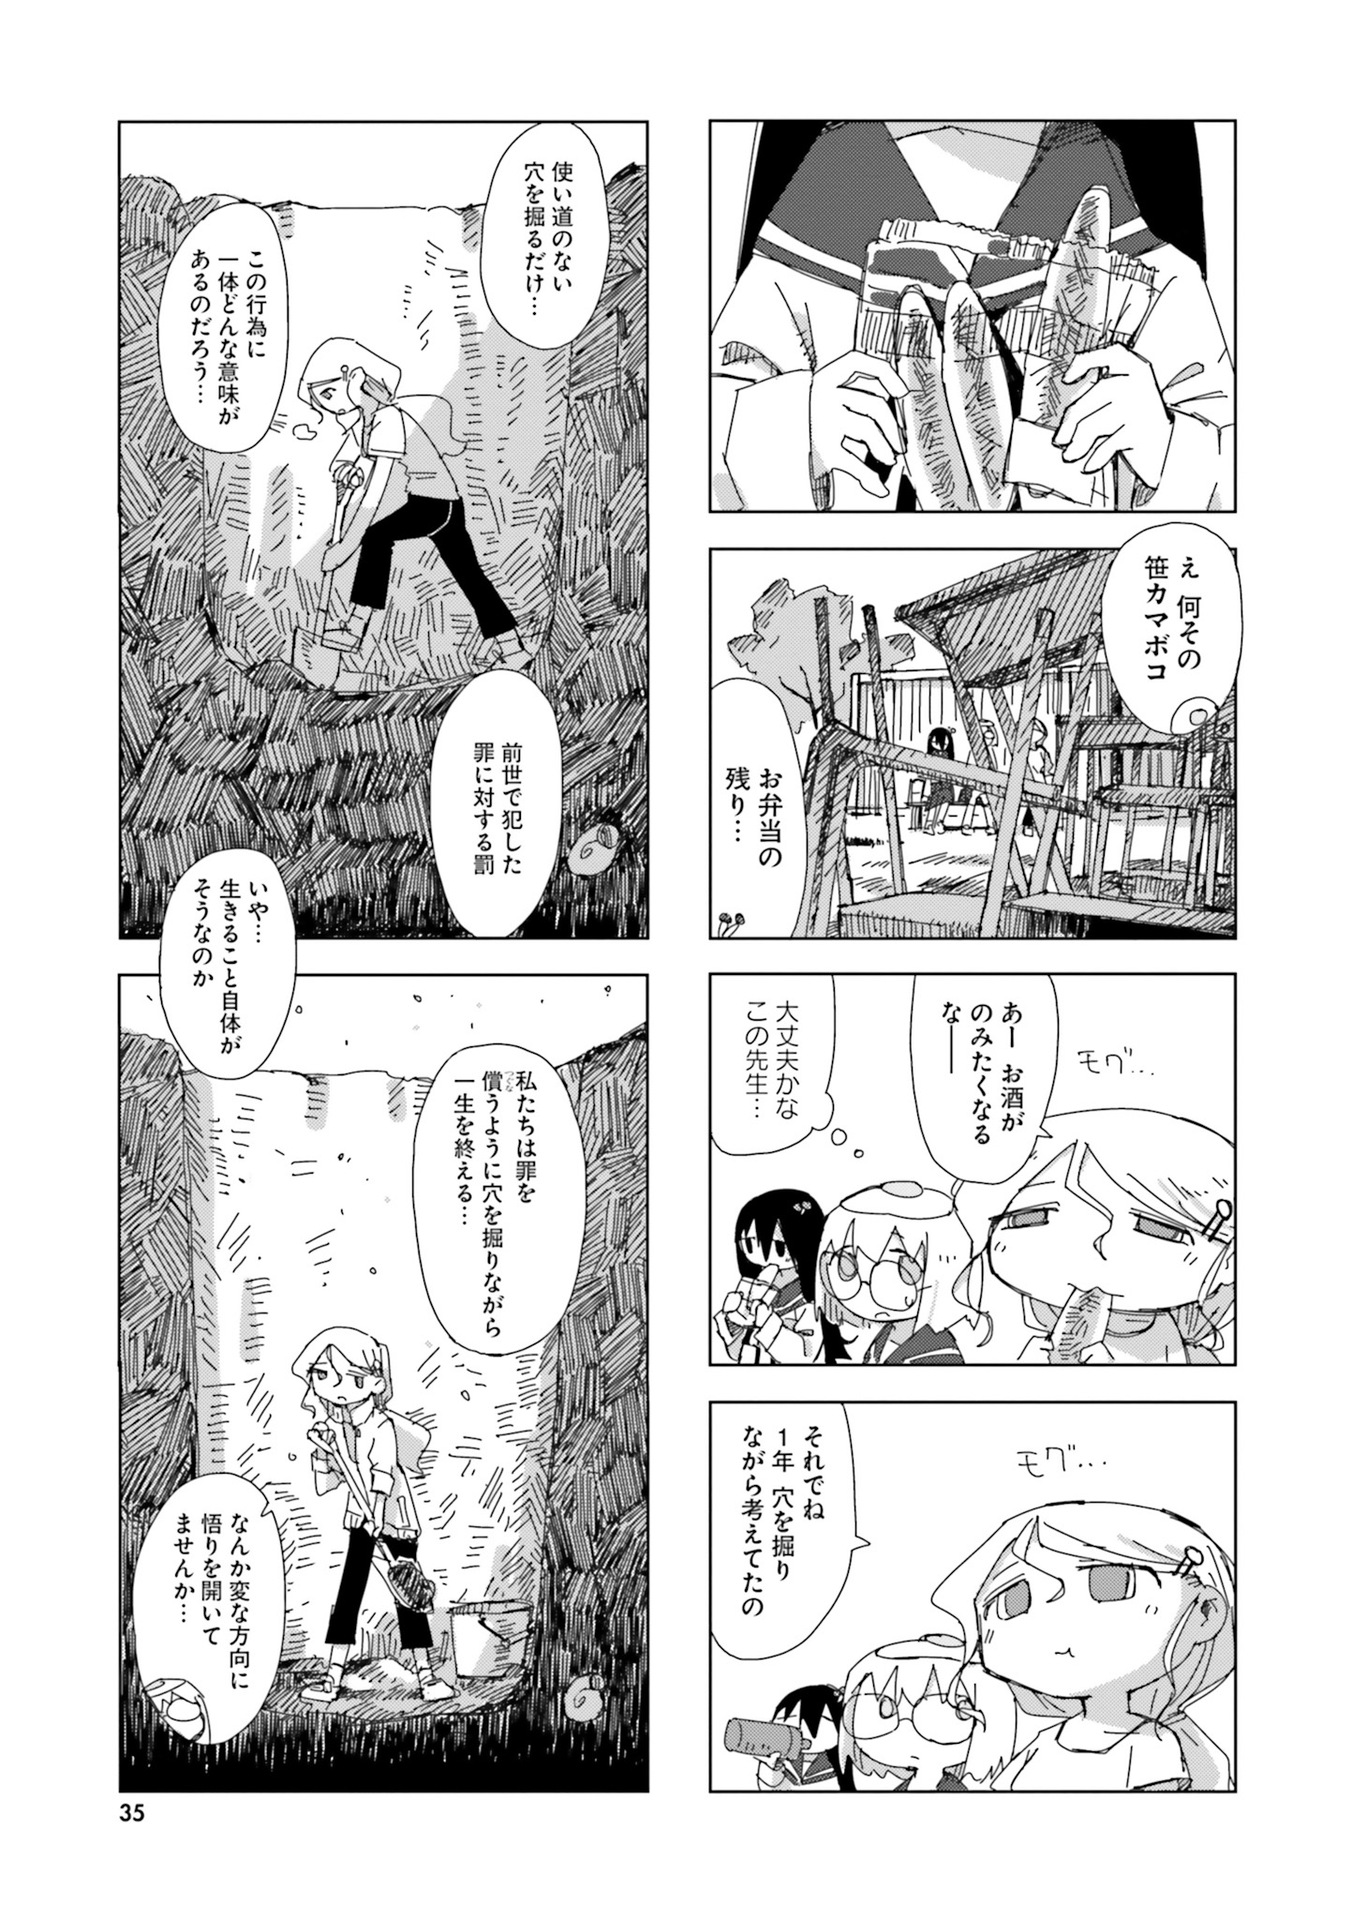 え 何その
笹カマボコ
お弁当の
残り…
モグ…
あー お酒が
のみたくなる
なー
大丈夫かな
この先生…
モグ…
それでね
1年 穴を掘り
ながら考えてたの
使い道のない
穴を掘るだけ…
この行為に
一体どんな意味が
あるのだろう…
前世で犯した
罪に対する罰
いや…
生きること自体が
そうなのか
私たちは罪を
償うように穴を掘りながら
つぐな
一生を終える…
なんか変な方向に
悟りを開いて
ませんか…
35